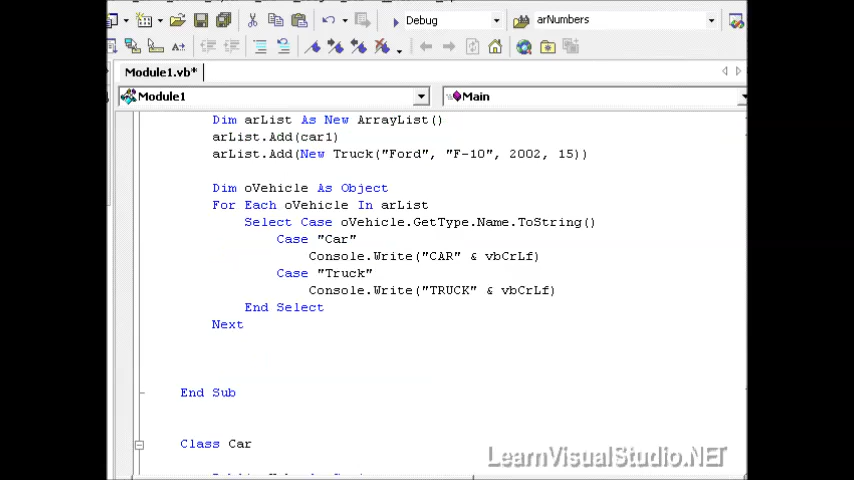 Debug
arNumbers
Module1.vb*
Module1
Main
Dim arList As New ArrayList()
arList.Add(car1)
arList.Add(New Truck("Ford", "F-10", 2002, 15))
Dim oVehicle As Object
For Each oVehicle In arList
Select Case oVehicle.GetType.Name.ToString()
Case "Car"
Console.Write("CAR" & vbCrLf)
Case "Truck"
Console.Write("TRUCK" & vbCrLf)
End Select
Next
End Sub
Class Car
LearnVisualStudio.NET